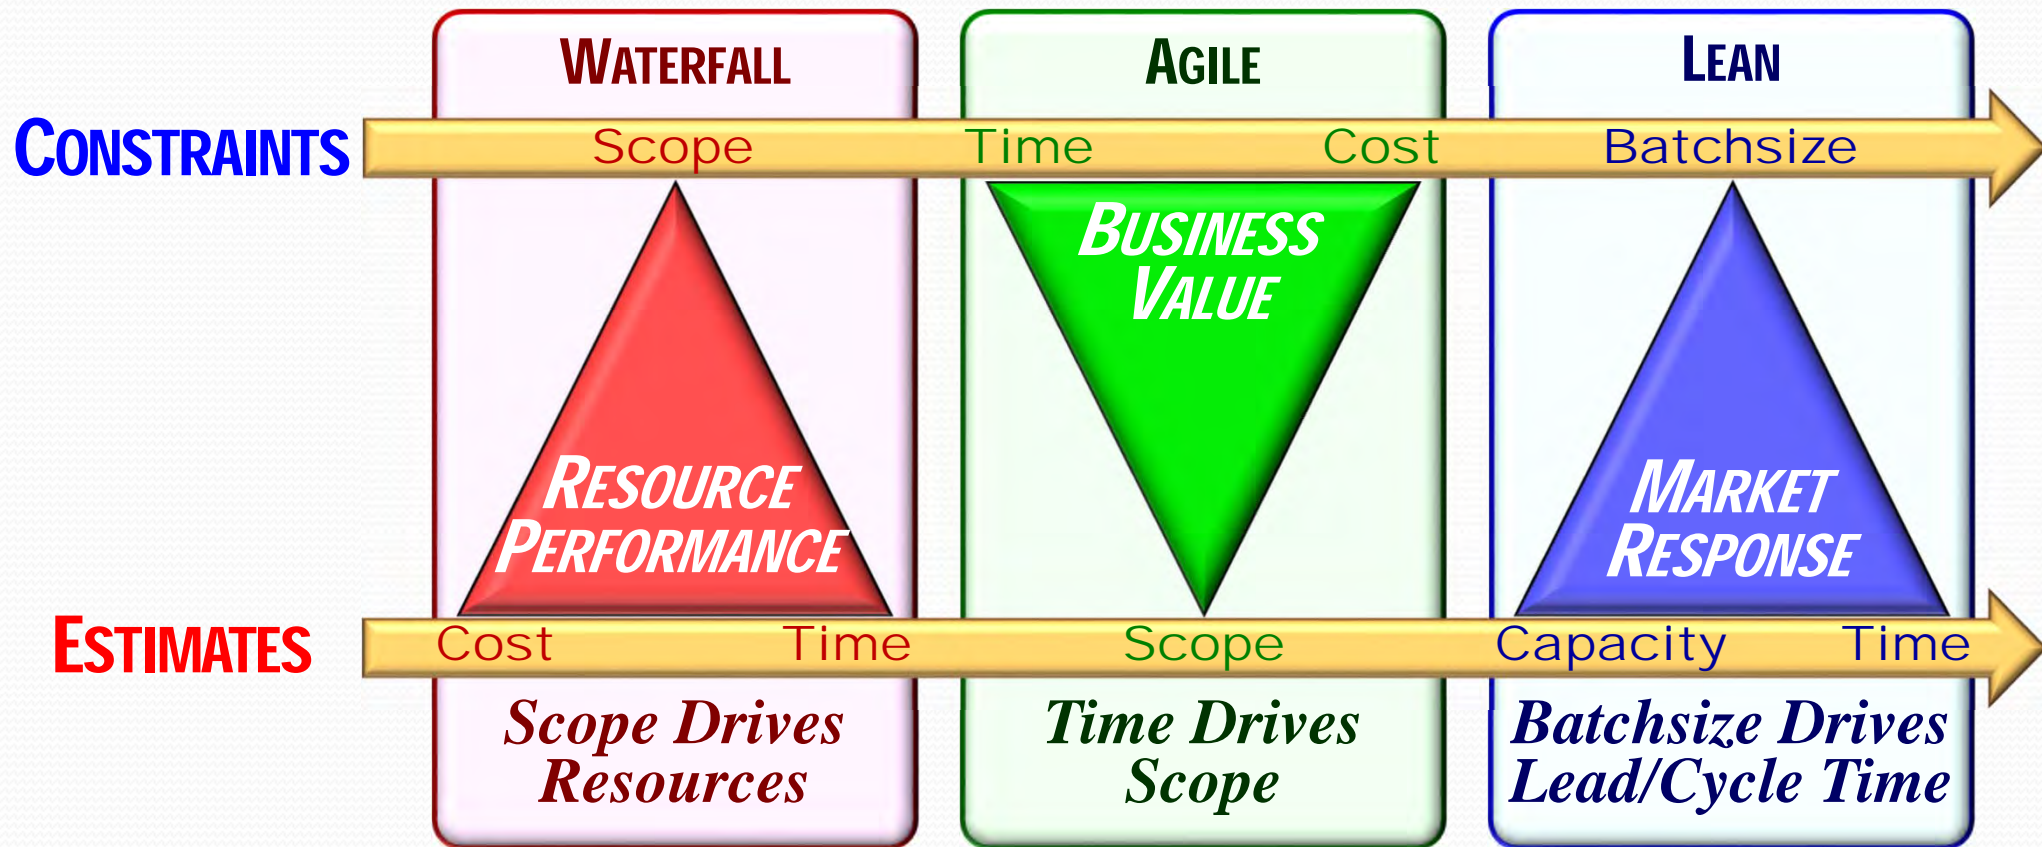 WATERFALL
AGILE
LEAN
CONSTRAINTS
Scope
Time
Cost
Batchsize
RESOURCE
PERFORMANCE
BUSINESS
VALUE
MARKET
RESPONSE
ESTIMATES
Cost
Time
Scope
Capacity
Time
Scope Drives
Resources
Time Drives
Scope
Batchsize Drives
Lead/Cycle Time